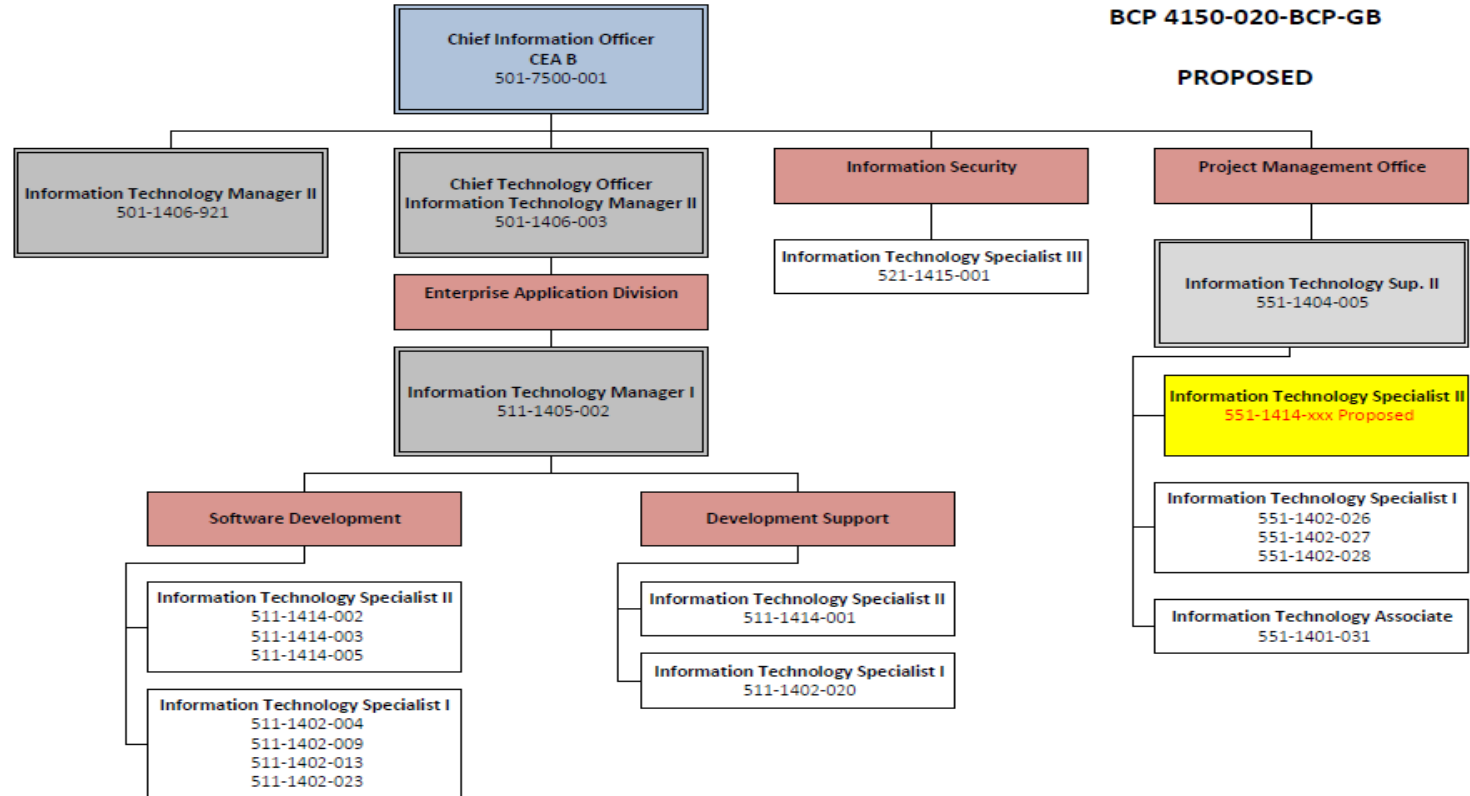 BCP 4150-020-BCP-GB
PROPOSED
Chief Information Officer
CEA B
501-7500-001
Information Technology Manager II
501-1406-921
Chief Technology Officer
Information Technology Manager II
501-1406-003
Information Security
Project Management Office
Information Technology Specialist III
521-1415-001
Information Technology Sup. II
551-1404-005
Enterprise Application Division
Information Technology Manager I
511-1405-002
Information Technology Specialist II
551-1414-xxx Proposed
Information Technology Specialist I
551-1402-026
551-1402-027
551-1402-028
Information Technology Associate
551-1401-031
Software Development
Development Support
Information Technology Specialist II
511-1414-002
511-1414-003
511-1414-005
Information Technology Specialist I
511-1402-004
511-1402-009
511-1402-013
511-1402-023
Information Technology Specialist II
511-1414-001
Information Technology Specialist I
511-1402-020